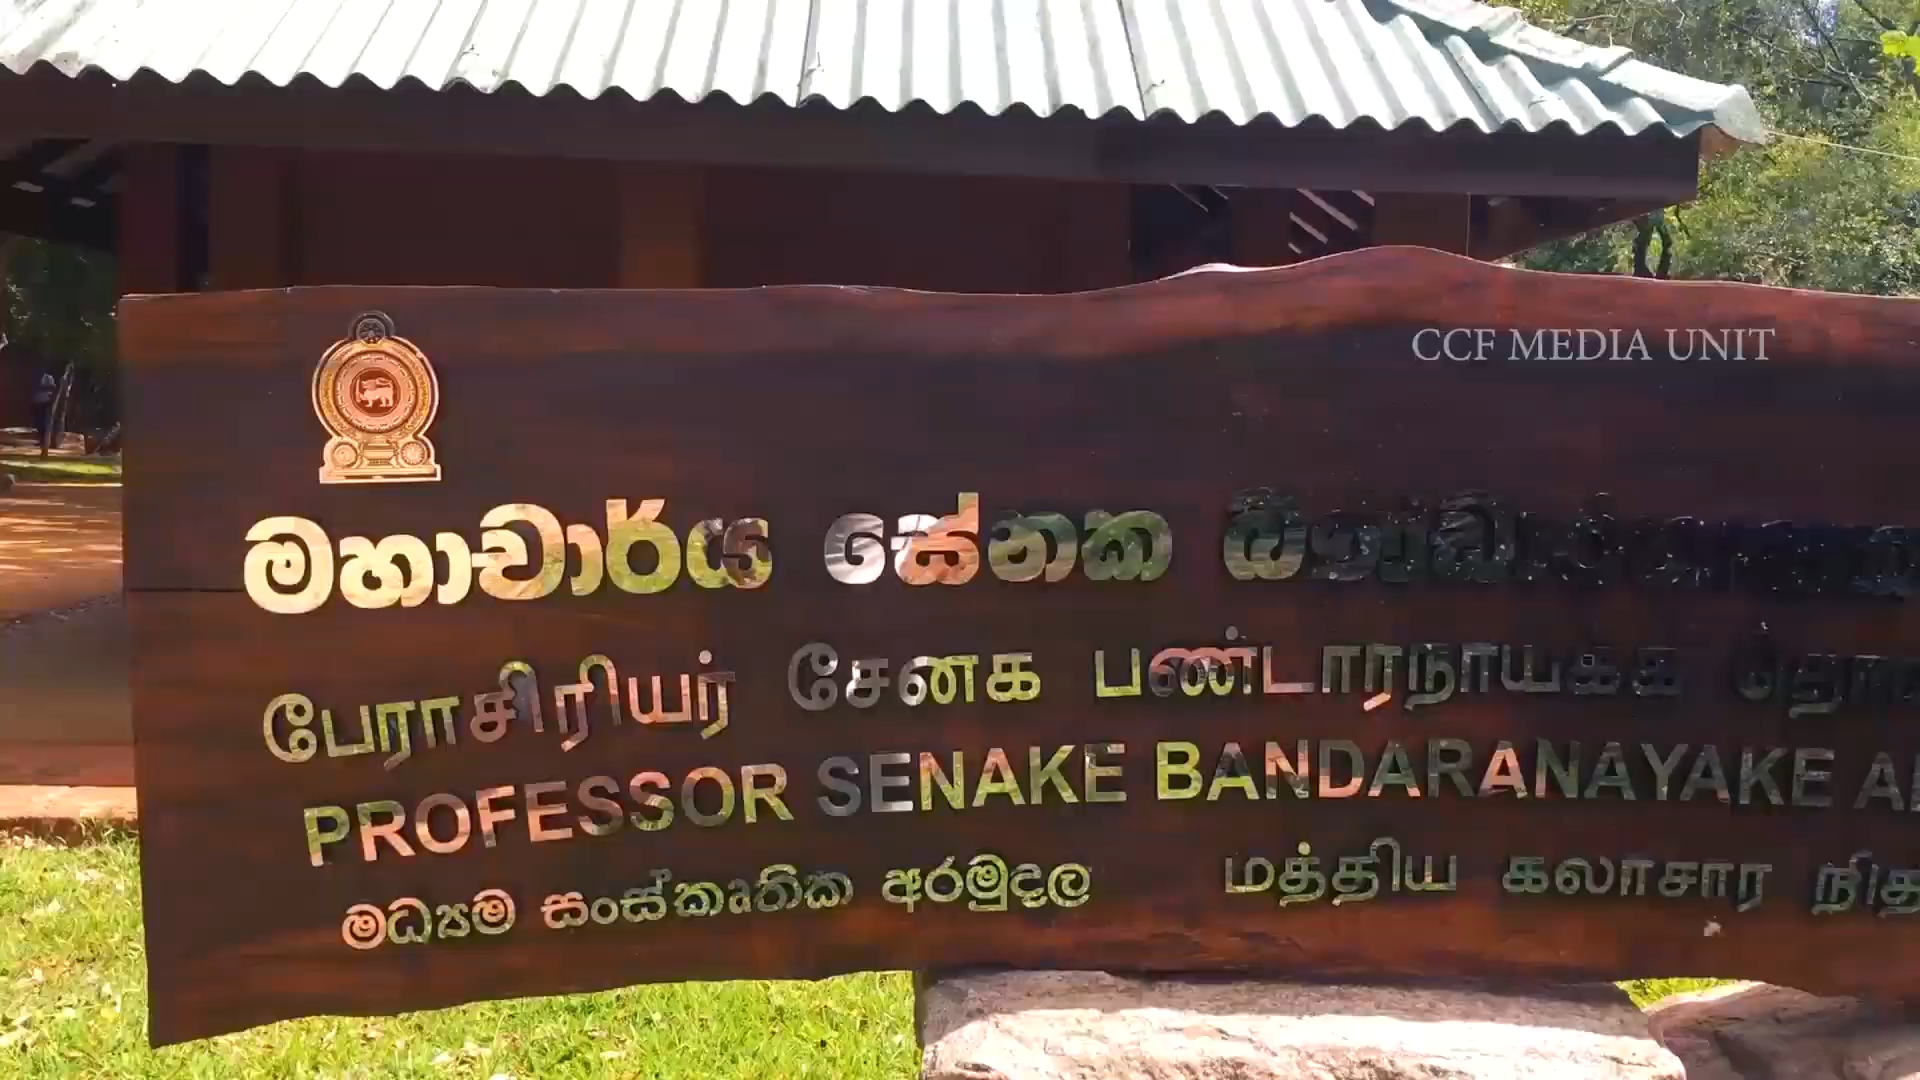 CCF MEDIA UNIT
මහාචාර්ය සේනක
பேராசிரியர் சேனக பண்டாரநாயக்க
PROFESSOR SENAKE BANDARANAYAKE
මධ්‍යම සංස්කෘතික අරමුදල மத்திய கலாசார